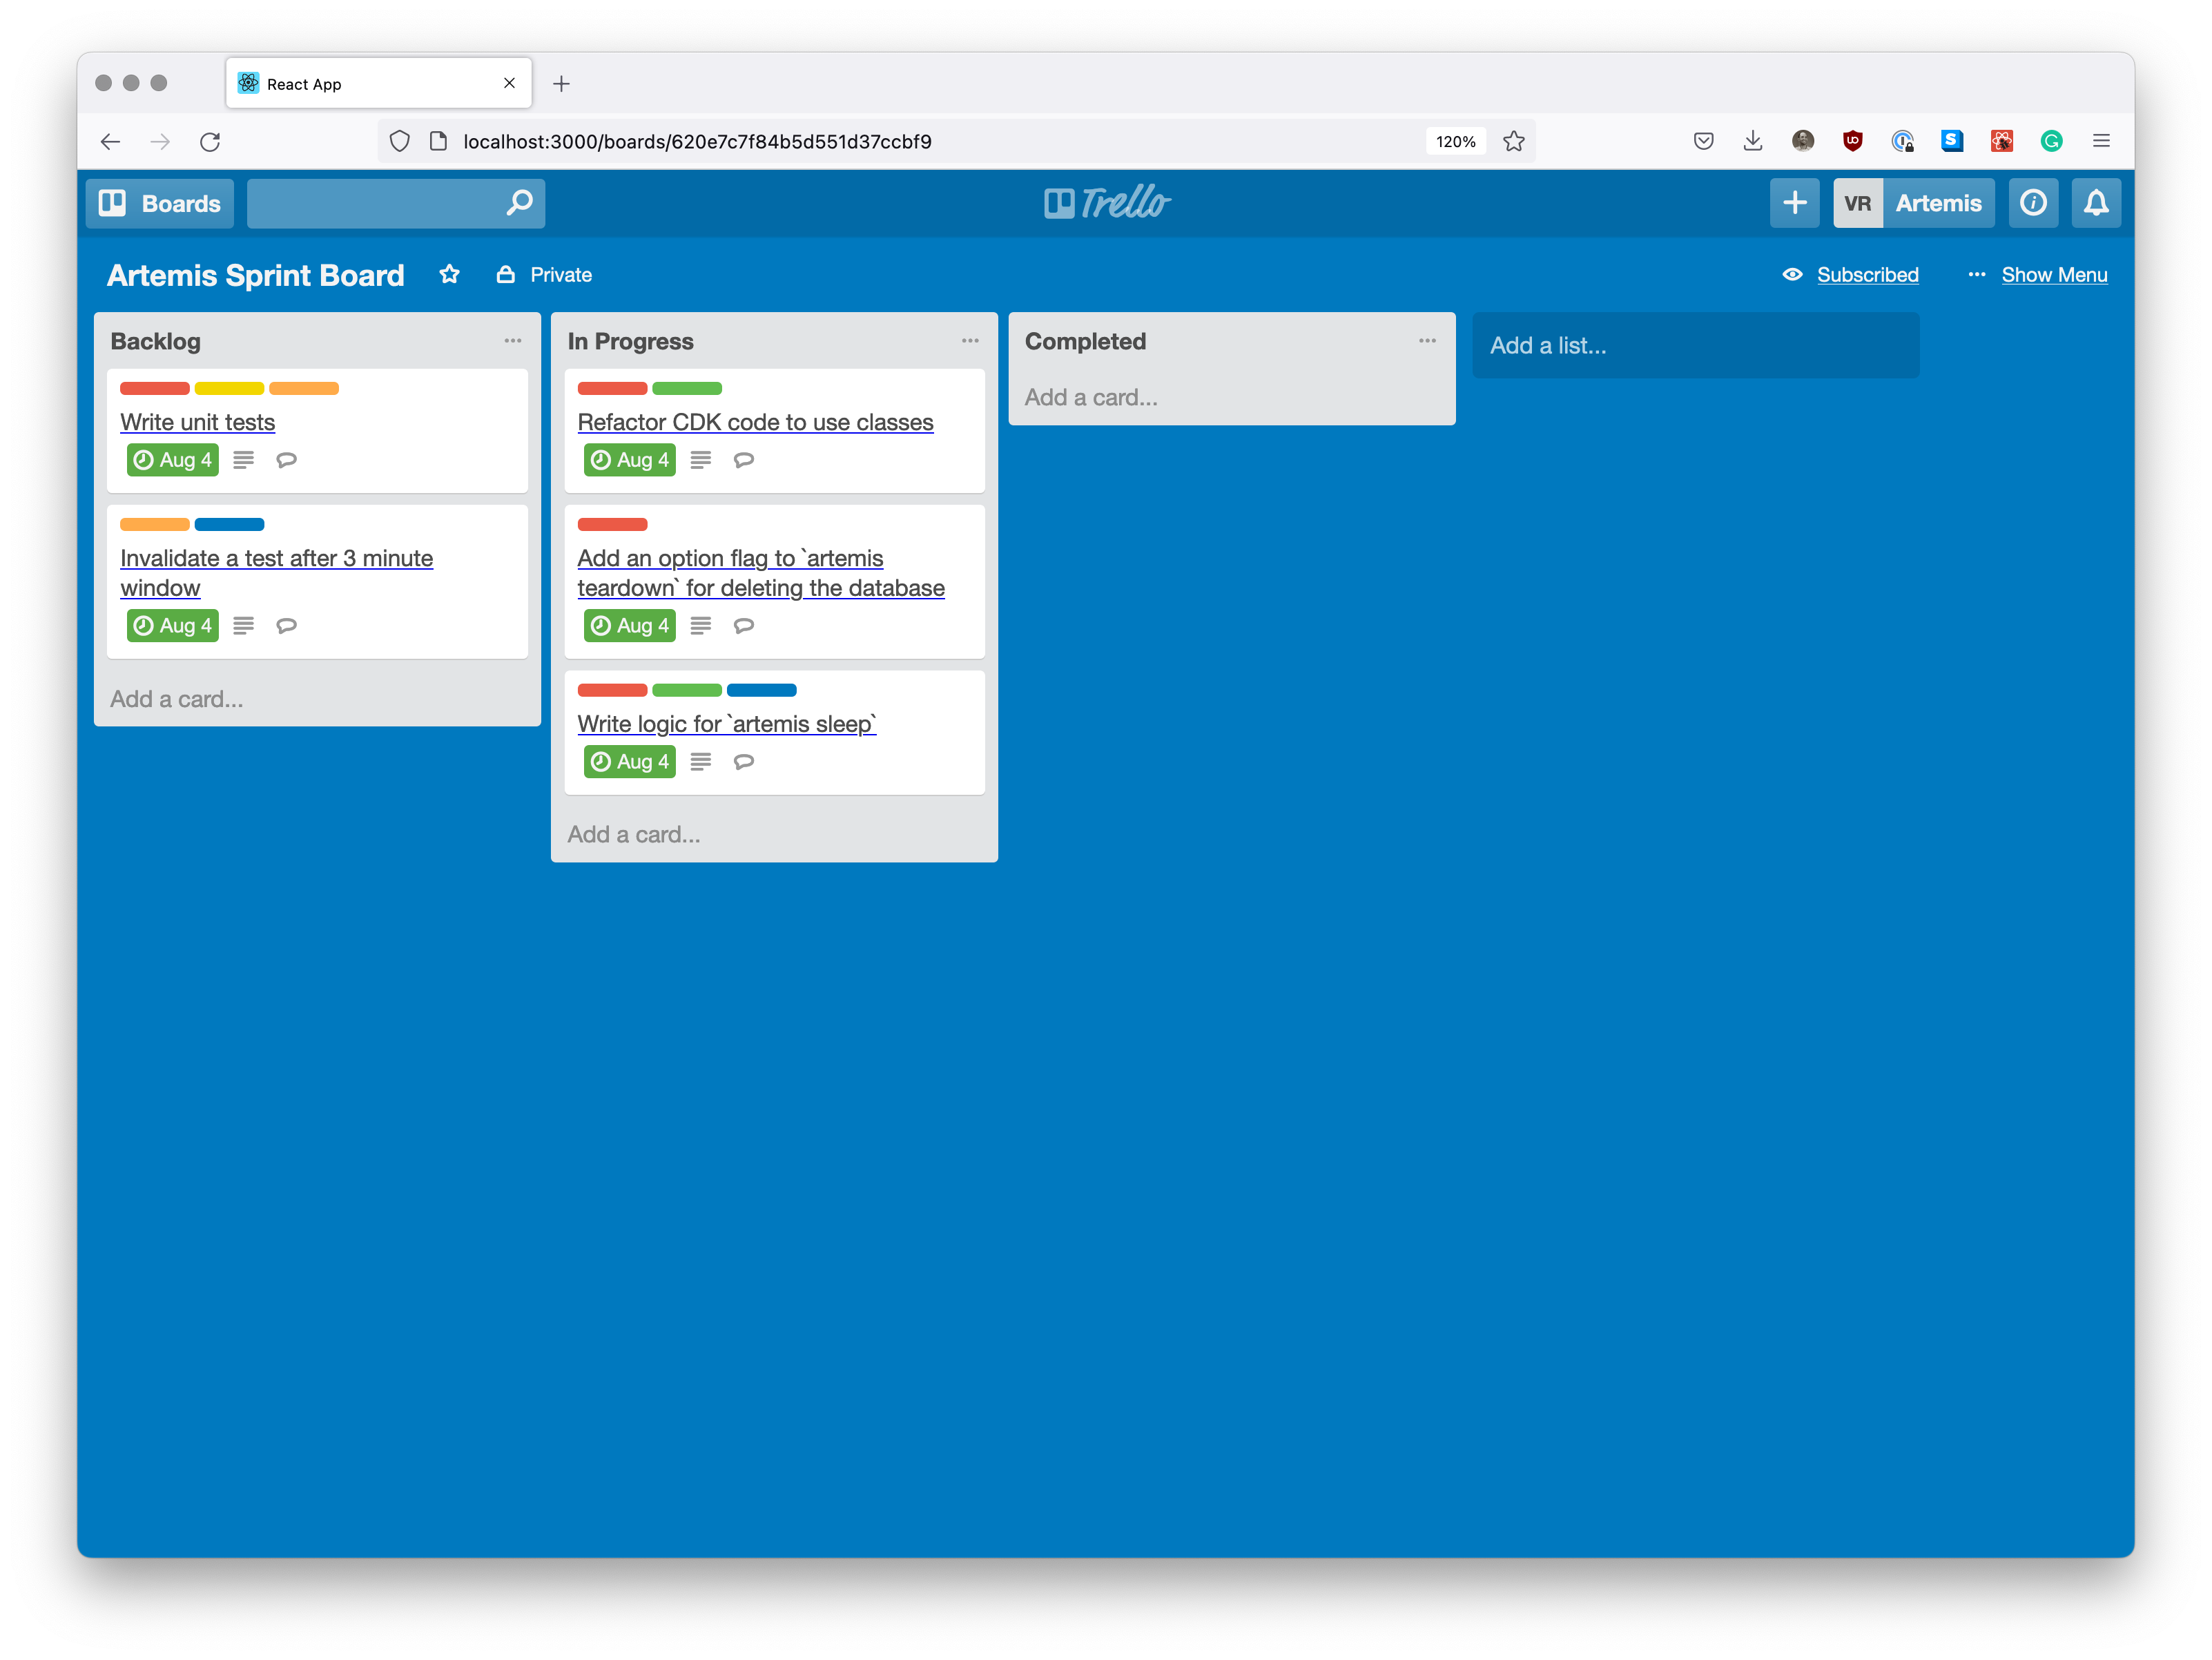 React App
localhost:3000/boards/620e7c7f84b5d551d37ccbf9
120%
Boards
Trello
VR Artemis
Artemis Sprint Board
Private
Subscribed
... Show Menu
Backlog
Write unit tests
Aug 4
Invalidate a test after 3 minute
window
Aug 4
Add a card...
In Progress
Refactor CDK code to use classes
Aug 4
Add an option flag to `artemis
teardown` for deleting the database
Aug 4
Write logic for `artemis sleep`
Aug 4
Add a card...
Completed
Add a card...
Add a list...